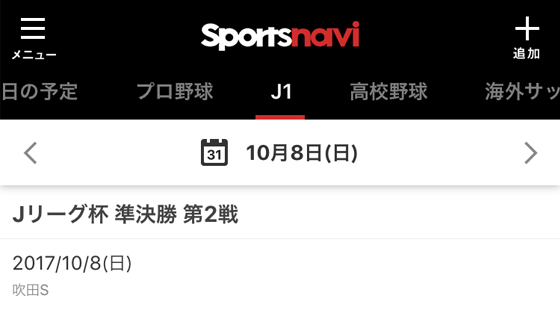 Sportsnavi
メニュー
追加
日の予定 プロ野球 J1 高校野球 海外サッ
31 10月8日(日)
Jリーグ杯 準決勝 第2戦
2017/10/8(日)
吹田S